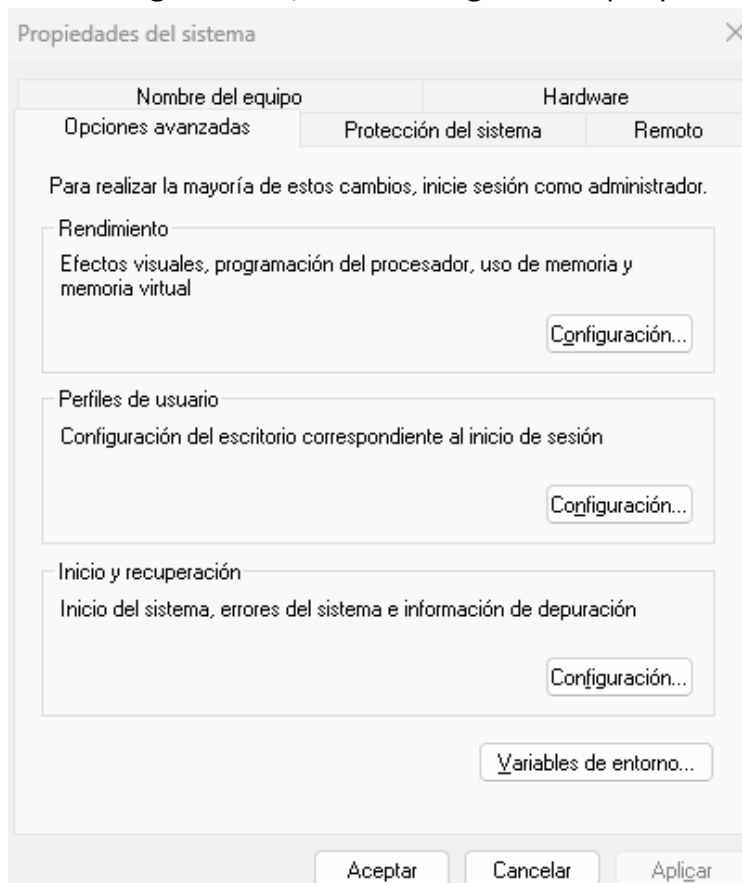 Propiedades del sistema
Nombre del equipo Hardware
Opciones avanzadas Protección del sistema Remoto
Para realizar la mayoría de estos cambios, inicie sesión como administrador.
Rendimiento
Efectos visuales, programación del procesador, uso de memoria y
memoria virtual
Configuración...
Perfiles de usuario
Configuración del escritorio correspondiente al inicio de sesión
Configuración...
Inicio y recuperación
Inicio del sistema, errores del sistema e información de depuración
Configuración...
Variables de entorno...
Aceptar Cancelar Aplicar